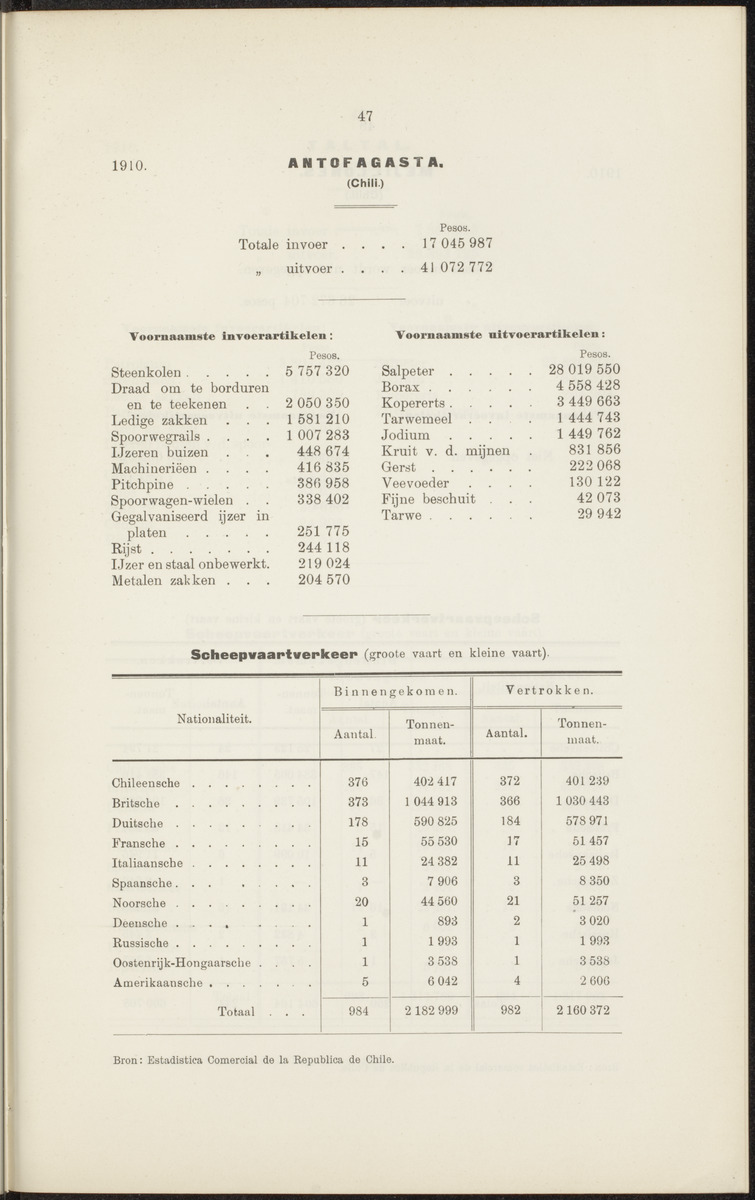 47
1910.
ANTOFAGASTA.
(Chili.)
Pesos.
Totale invoer . . . . 17 045 987
„ uitvoer . . . . 41 072 772
Voornaamste invoerartikelen:
Pesos.
Steenkolen . . . . . 5 757 320
Draad om te borduren
en te teekenen . . 2 050 350
Ledige zakken . . . 1 581 210
Spoorwegrails . . . . 1 007 283
IJzeren buizen . . . 448 674
Machinerieën . . . . 416 835
Pitchpine . . . . . 386 958
Spoorwagen-wielen . . 338 402
Gegalvaniseerd ijzer in
platen . . . . . 251 775
Rijst . . . . . . . 244 118
IJzer en staal onbewerkt. 219 024
Metalen zakken . . . 204 570
Voornaamste uitvoerartikelen:
Pesos.
Salpeter . . . . . 28 019 550
Borax . . . . . . 4 558 428
Kopererts . . . . . 3 449 663
Tarwemeel . . . . 1 444 743
Jodium . . . . . 1 449 762
Kruit v. d. mijnen . 831 856
Gerst . . . . . . 222 068
Veevoeder . . . . 130 122
Fijne beschuit . . . 42 073
Tarwe . . . . . . 29 942
Scheepvaartverkeer (groote vaart en kleine vaart).
Nationaliteit. Binnengekomen. Vertrokken.
Aantal. Tonnenmaat. Aantal. Tonnenmaat.
Chileensche . . . . . . . . 376 402 417 372 401 239
Britsche . . . . . . . . . 373 1 044 913 366 1 030 443
Duitsche . . . . . . . . . 178 590 825 184 578 971
Fransche . . . . . . . . . 15 55 530 17 51 457
Italiaansche . . . . . . . . 11 24 382 11 25 498
Spaansche . . . . . . . . 3 7 906 3 8 350
Noorsche . . . . . . . . . 20 44 560 21 51 257
Deensche . . . . . . . . 1 893 2 3 020
Russische . . . . . . . . . 1 1 993 1 1 993
Oostenrijk-Hongaarsche . . . . 1 3 538 1 3 538
Amerikaansche . . . . . . . 5 6 042 4 2 606
Totaal . . . 984 2 182 999 982 2 160 372
Bron: Estadistica Comercial de la Republica de Chile.